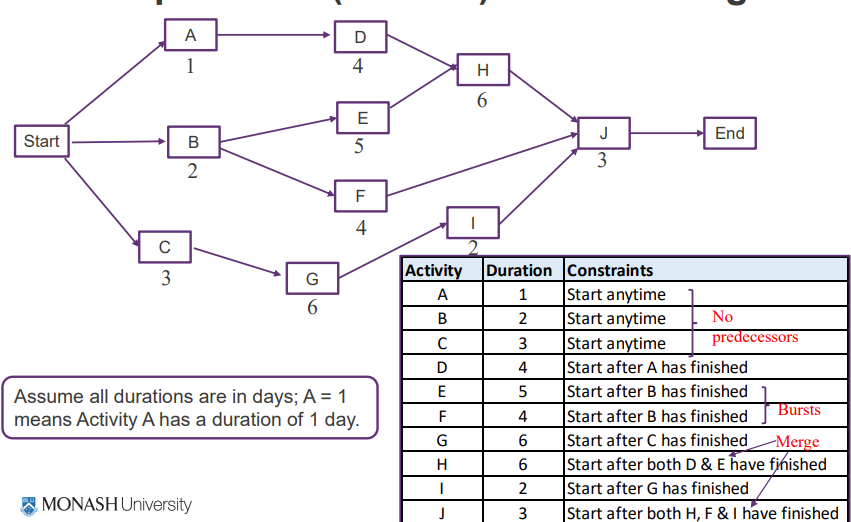 A
1
D
4
H
6
E
5
Start
B
2
J
3
End
F
4
I
2
C
3
G
6
Activity Duration Constraints
A 1 Start anytime
B 2 Start anytime
C 3 Start anytime
No
predecessors
D 4 Start after A has finished
E 5 Start after B has finished
F 4 Start after B has finished
Bursts
G 6 Start after C has finished
Merge
H 6 Start after both D & E have finished
I 2 Start after G has finished
J 3 Start after both H, F & I have finished
Assume all durations are in days; A = 1
means Activity A has a duration of 1 day.
MONASH University